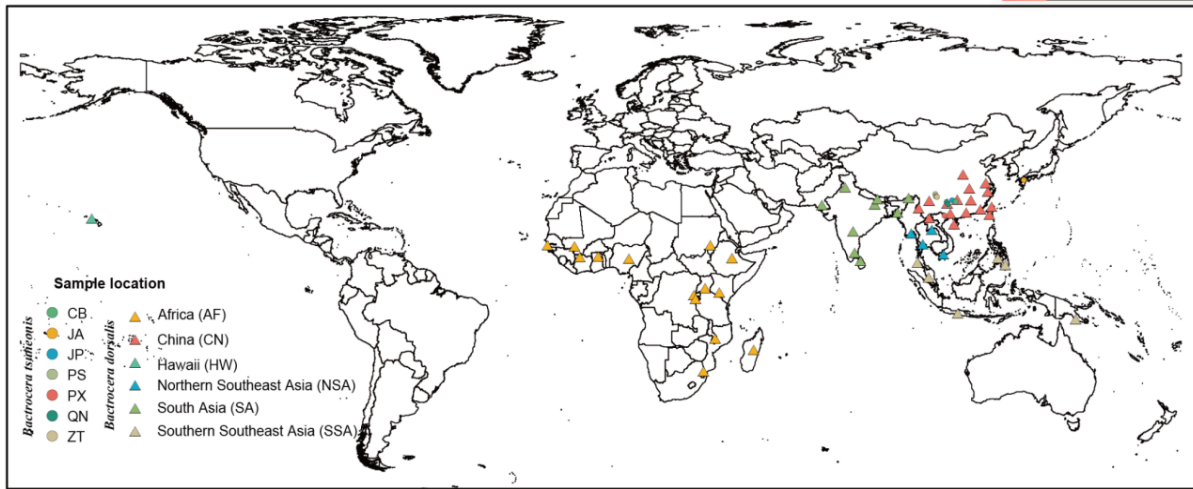 Sample location
Bactrocera tsuneonis
CB
JA
JP
PS
PX
QN
ZT
Bactrocera dorsalis
Africa (AF)
China (CN)
Hawaii (HW)
Northern Southeast Asia (NSA)
South Asia (SA)
Southern Southeast Asia (SSA)